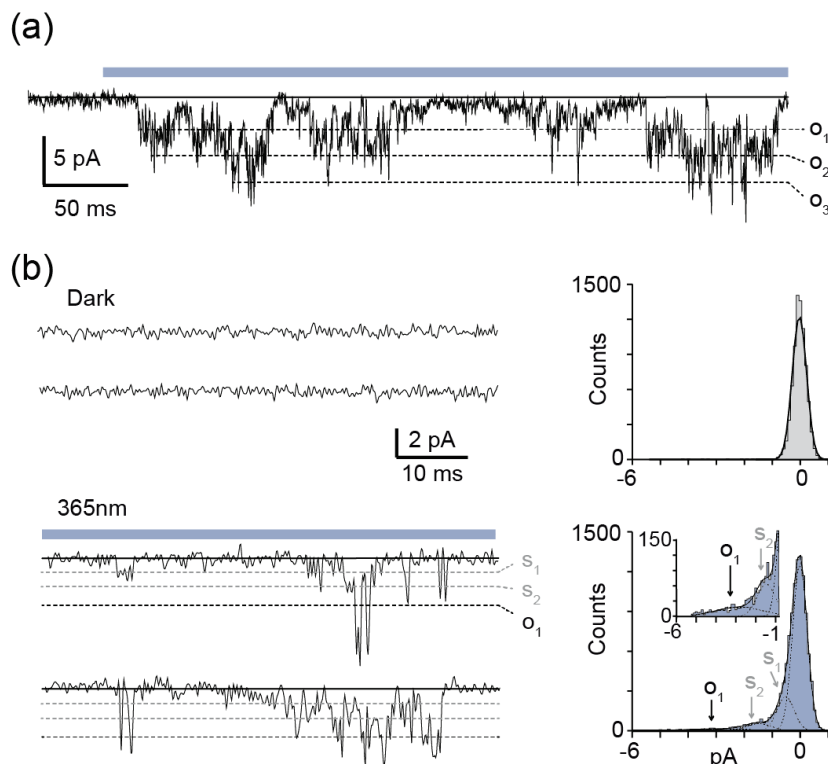 (a)
o1
o2
o3
5 pA
50 ms
(b)
Dark
2 pA
10 ms
1500
Counts
0
-6
0
365nm
s1
s2
o1
1500
Counts
0
-6
0
pA
150
0
-6
-1
o1
s2
o1
s2
s1